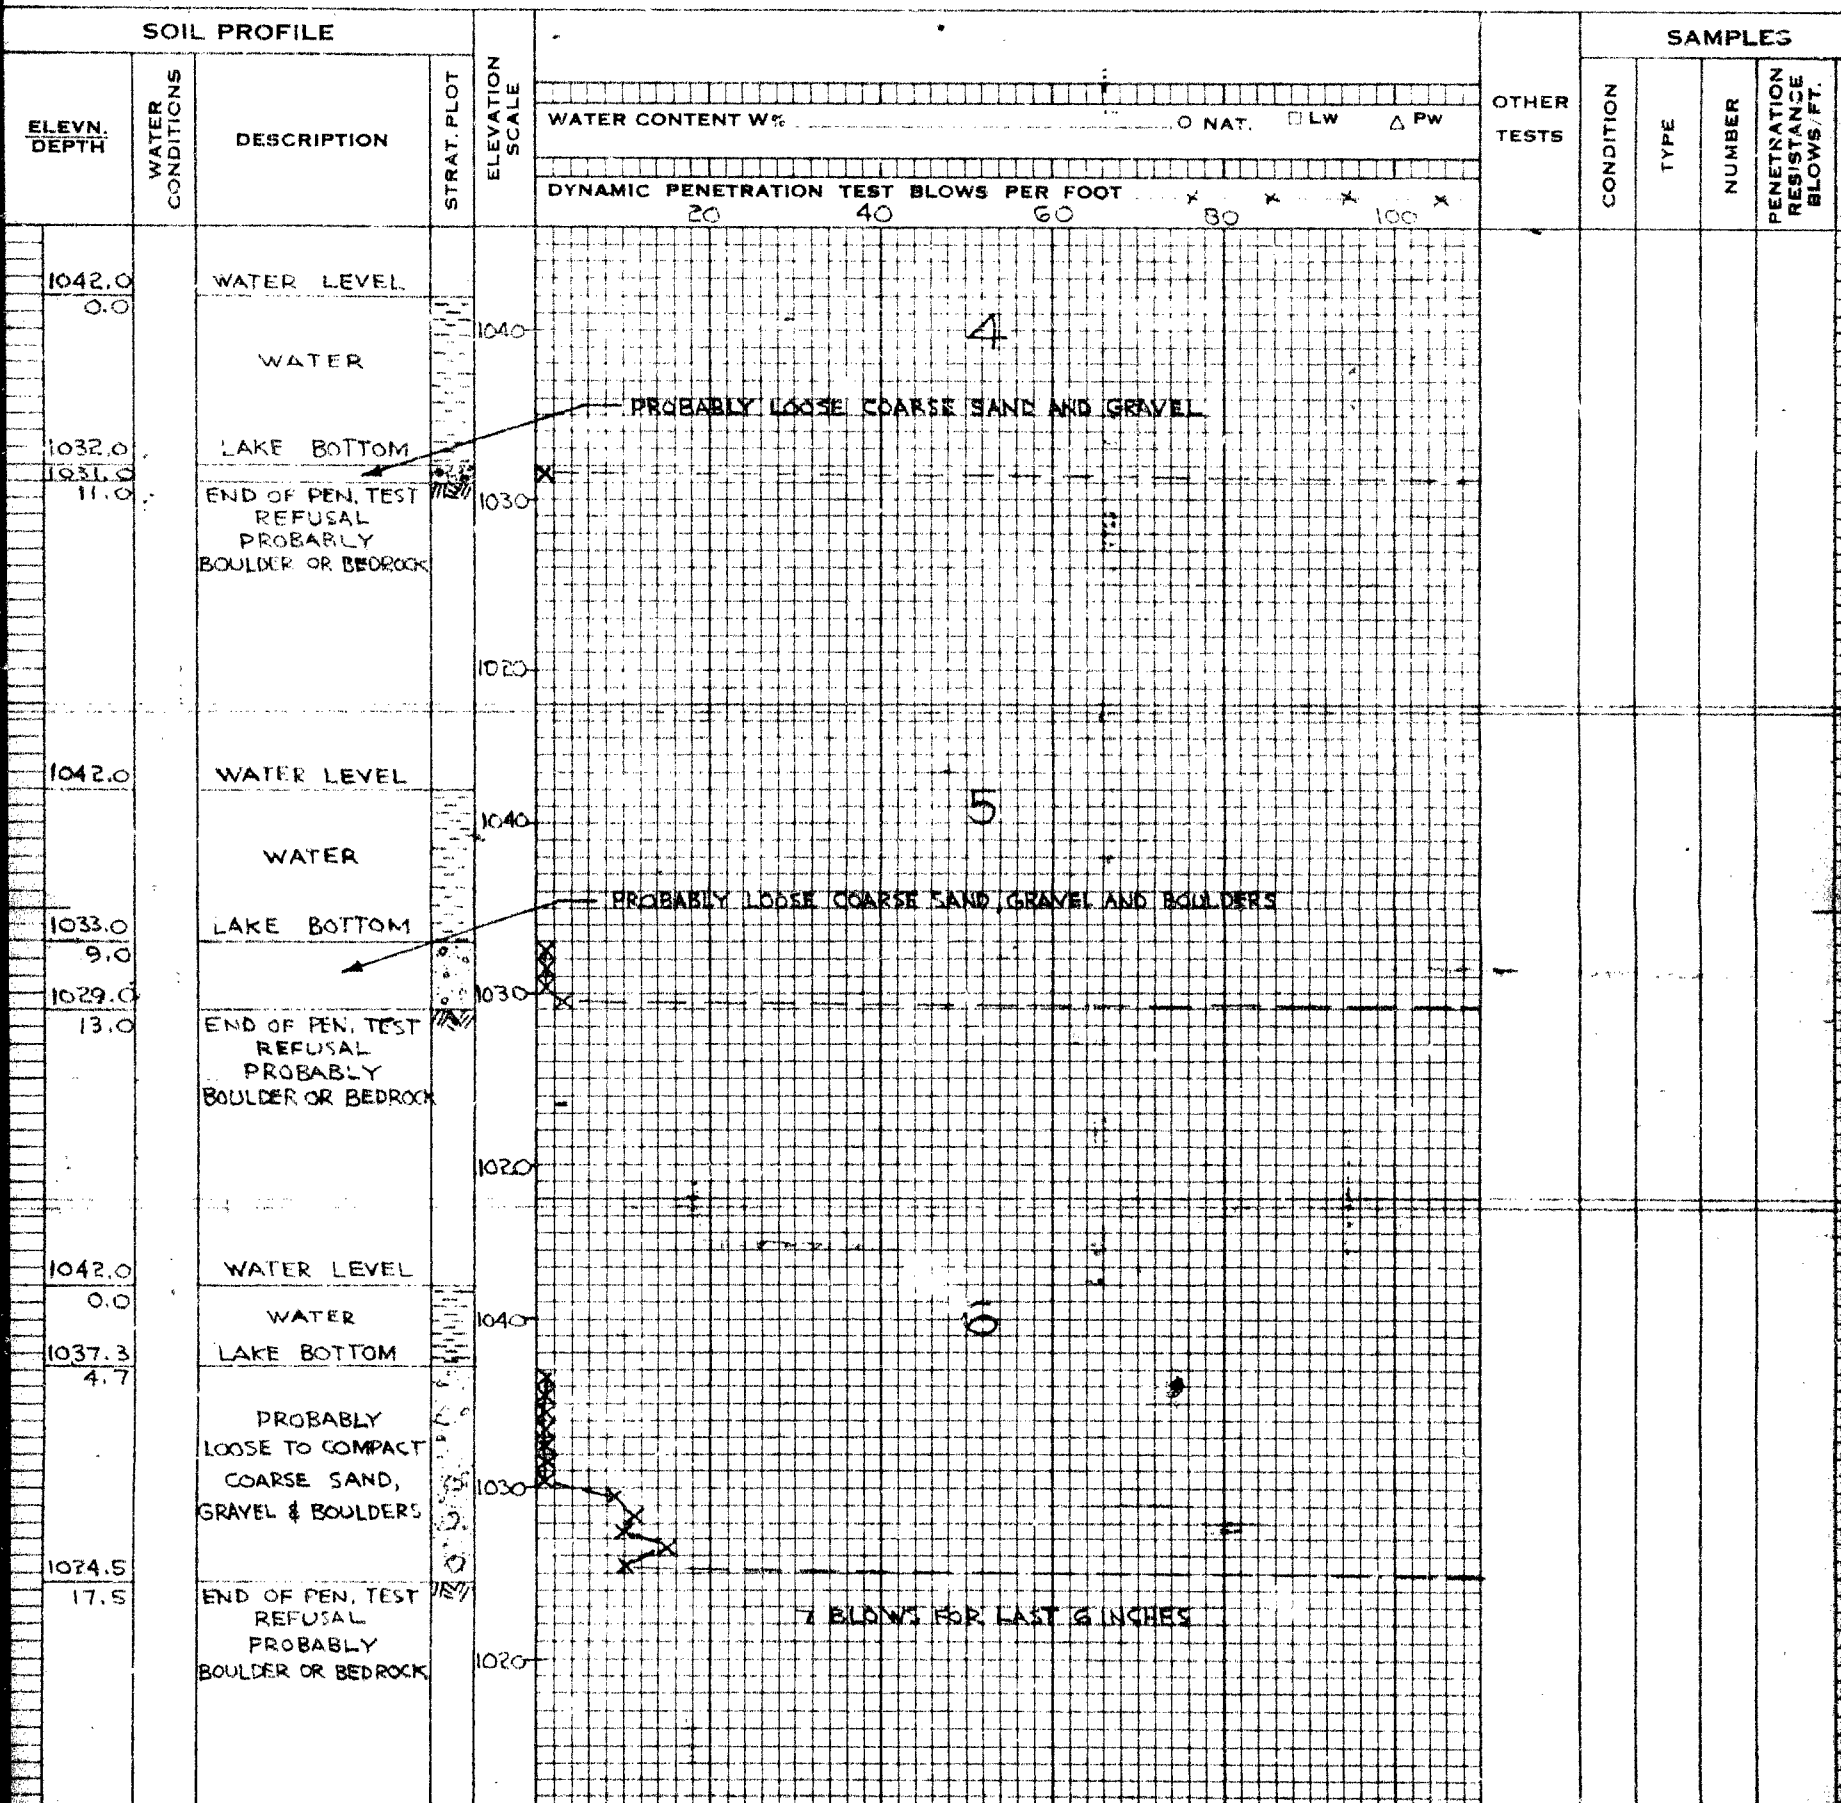 SOIL PROFILE
SAMPLES
ELEVN.
DEPTH
WATER
CONDITIONS
DESCRIPTION
STRAT. PLOT
ELEVATION
SCALE
WATER CONTENT W% O NAT. □ LW △ PW
DYNAMIC PENETRATION TEST BLOWS PER FOOT × × × ×
20 40 60 80 100
OTHER
TESTS
CONDITION
TYPE
NUMBER
PENETRATION
RESISTANCE
BLOWS/FT.
1042.0 WATER LEVEL
0.0
1040 4
WATER
PROBABLY LOOSE COARSE SAND AND GRAVEL
1032.0 LAKE BOTTOM
1031.0
11.0 END OF PEN. TEST 1030
REFUSAL
PROBABLY
BOULDER OR BEDROCK
1020
1042.0 WATER LEVEL
1040 5
WATER
PROBABLY LOOSE COARSE SAND, GRAVEL AND BOULDERS
1033.0 LAKE BOTTOM
9.0
1029.0 1030
13.0 END OF PEN. TEST
REFUSAL
PROBABLY
BOULDER OR BEDROCK
1020
1042.0 WATER LEVEL
0.0
WATER 1040 6
1037.3 LAKE BOTTOM
4.7
PROBABLY
LOOSE TO COMPACT
COARSE SAND, 1030
GRAVEL & BOULDERS
1024.5
17.5 END OF PEN. TEST
REFUSAL 7 BLOWS FOR LAST 6 INCHES
PROBABLY
BOULDER OR BEDROCK 1020